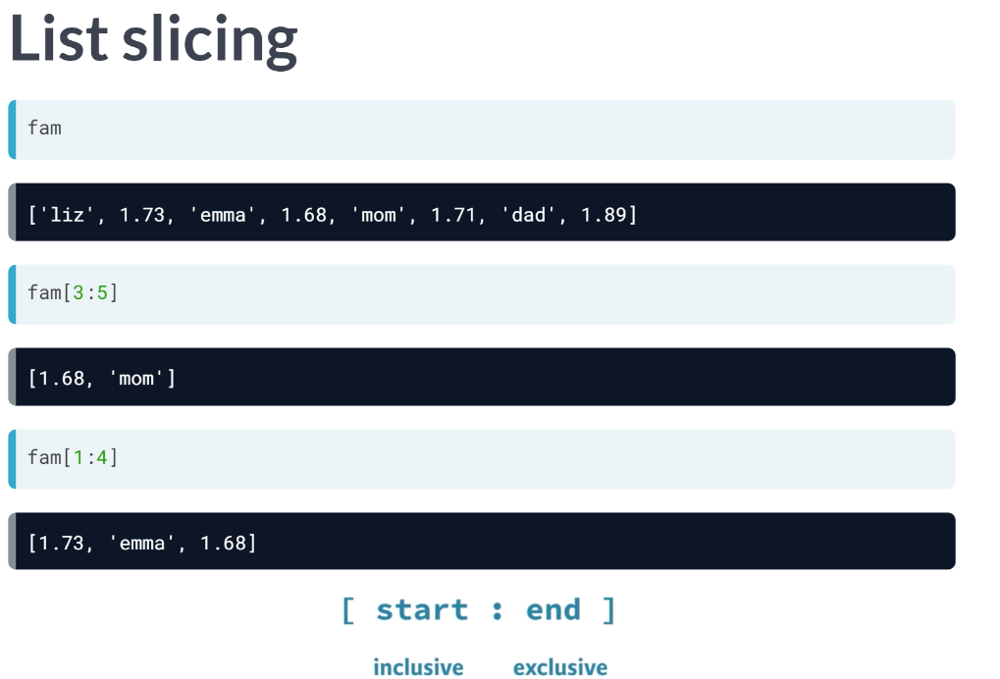 List slicing
fam
['liz', 1.73, 'emma', 1.68, 'mom', 1.71, 'dad', 1.89]
fam[3:5]
[1.68, 'mom']
fam[1:4]
[1.73, 'emma', 1.68]
[ start : end ]
inclusive exclusive